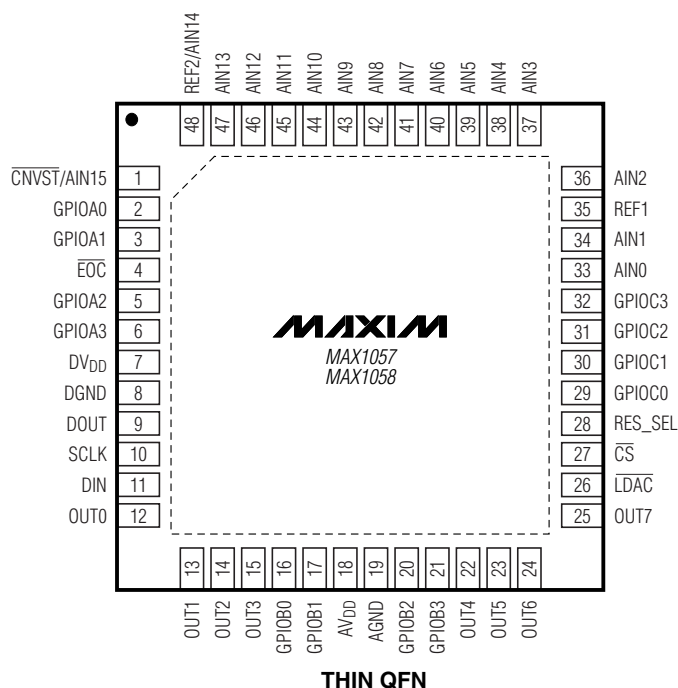 REF2/AIN14 AIN13 AIN12 AIN11 AIN10 AIN9 AIN8 AIN7 AIN6 AIN5 AIN4 AIN3
48 47 46 45 44 43 42 41 40 39 38 37
CNVST/AIN15 1 36 AIN2
GPIOA0 2 35 REF1
GPIOA1 3 34 AIN1
EOC 4 33 AIN0
GPIOA2 5 32 GPIOC3
GPIOA3 6 31 GPIOC2
DVDD 7 30 GPIOC1
DGND 8 29 GPIOC0
DOUT 9 28 RES_SEL
SCLK 10 27 CS
DIN 11 26 LDAC
OUT0 12 25 OUT7
MAXIM
MAX1057
MAX1058
13 14 15 16 17 18 19 20 21 22 23 24
OUT1 OUT2 OUT3 GPIOB0 GPIOB1 AVDD AGND GPIOB2 GPIOB3 OUT4 OUT5 OUT6
THIN QFN